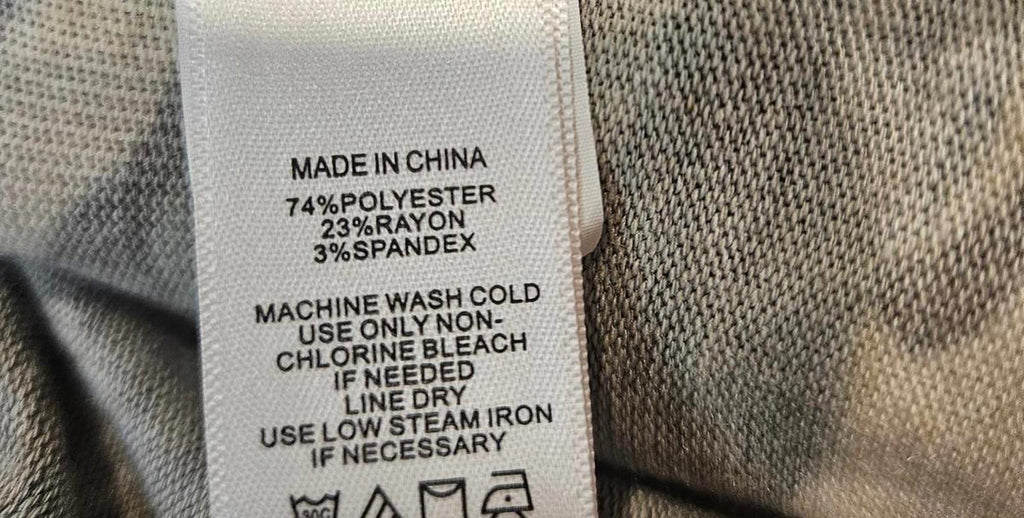 MADE IN CHINA
74%POLYESTER
23%RAYON
3%SPANDEX
MACHINE WASH COLD
USE ONLY NON-
CHLORINE BLEACH
IF NEEDED
LINE DRY
USE LOW STEAM IRON
IF NECESSARY